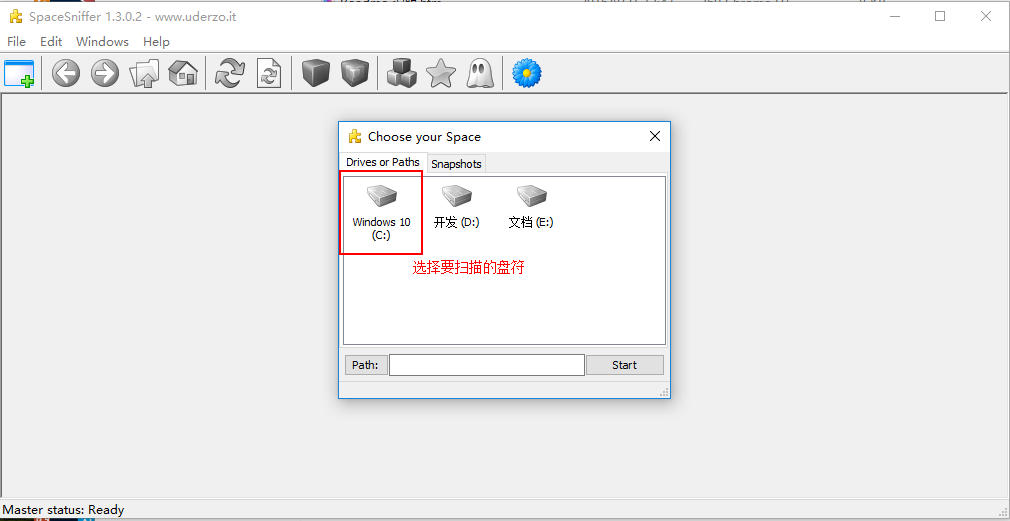 SpaceSniffer 1.3.0.2 - www.uderzo.it
File Edit Windows Help
Choose your Space
Drives or Paths Snapshots
Windows 10 (C:)
开发 (D:)
文档 (E:)
选择要扫描的盘符
Path: Start
Master status: Ready